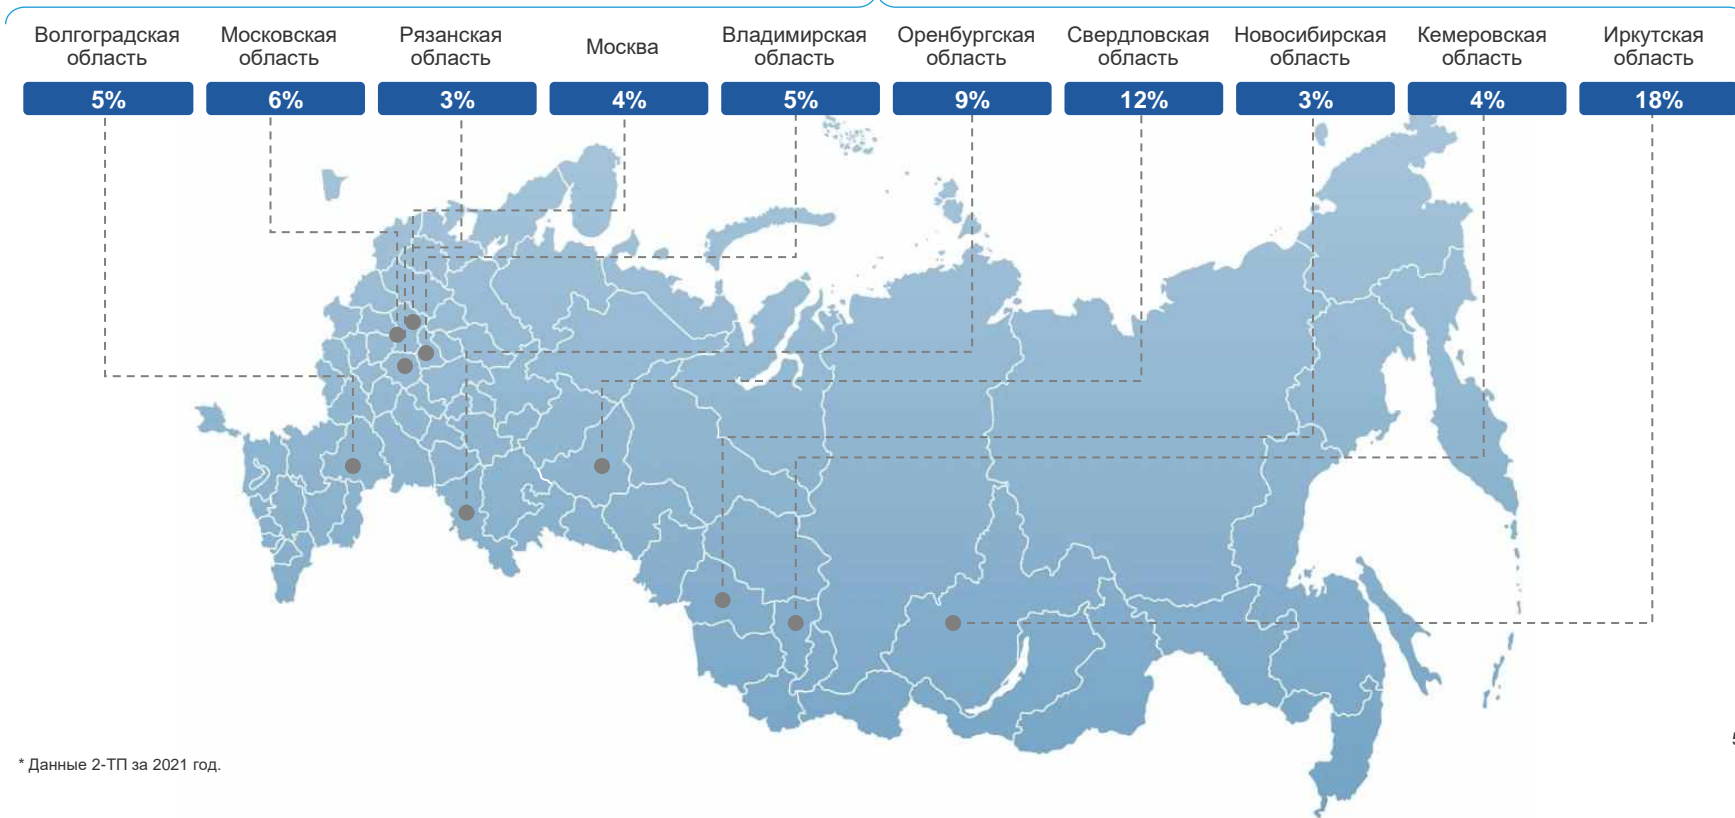 Волгоградская
область
5%
Московская
область
6%
Рязанская
область
3%
Москва
4%
Владимирская
область
5%
Оренбургская
область
9%
Свердловская
область
12%
Новосибирская
область
3%
Кемеровская
область
4%
Иркутская
область
18%
* Данные 2-ТП за 2021 год.